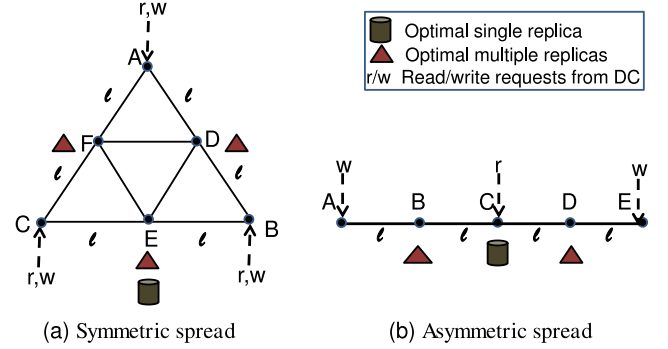 r,w
A
ℓ ℓ
F D
ℓ ℓ
C E B
ℓ ℓ
r,w r,w
(a) Symmetric spread
Optimal single replica
Optimal multiple replicas
r/w Read/write requests from DC
w r w
A B C D E
ℓ ℓ ℓ ℓ
(b) Asymmetric spread